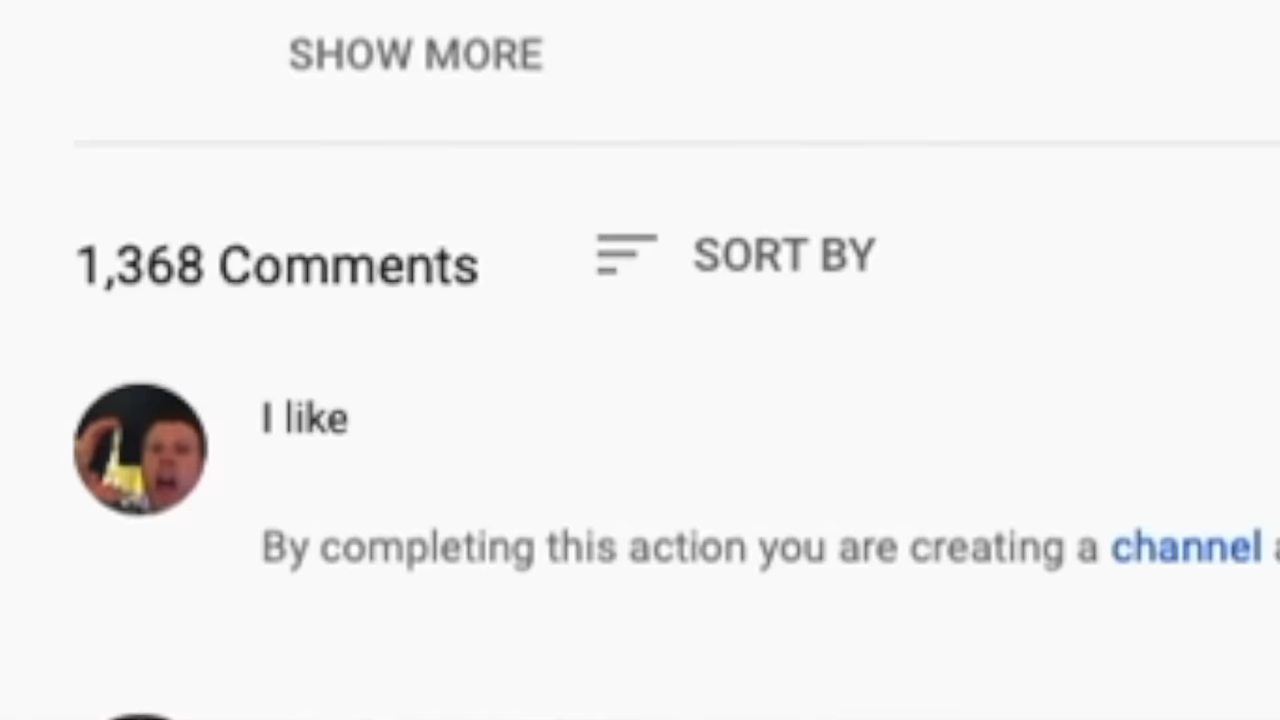 SHOW MORE
1,368 Comments
SORT BY
I like
By completing this action you are creating a channel